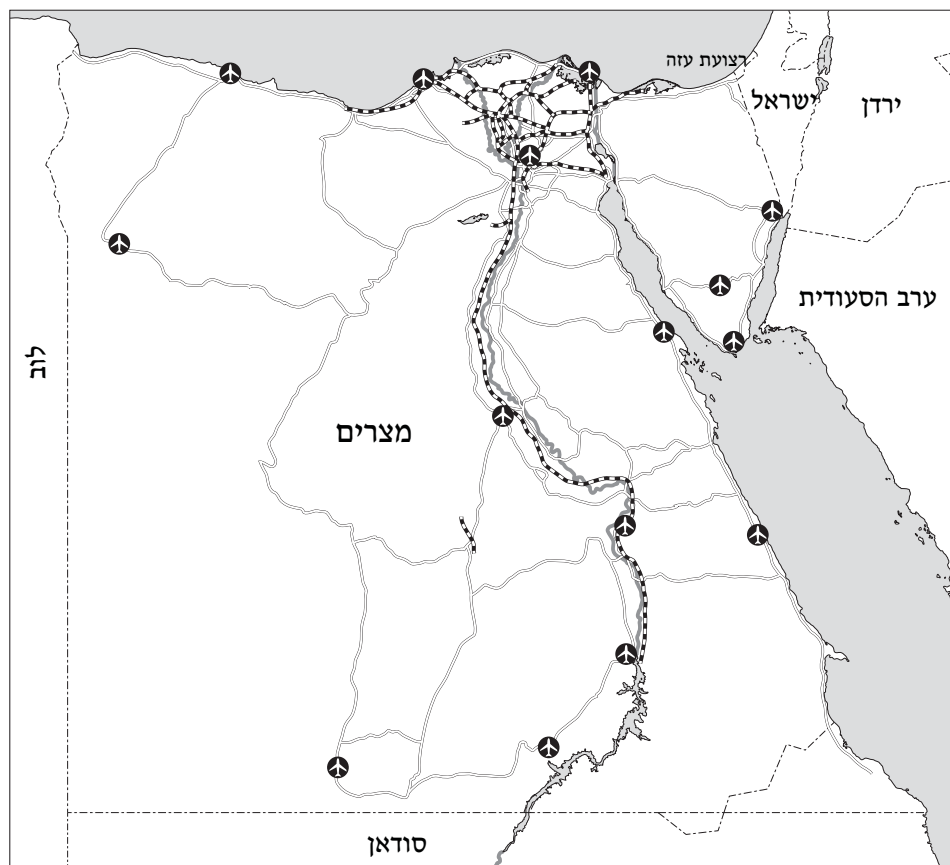 רצועת עזה
ישראל
ירדן
ערב הסעודית
לוב
מצרים
סודאן